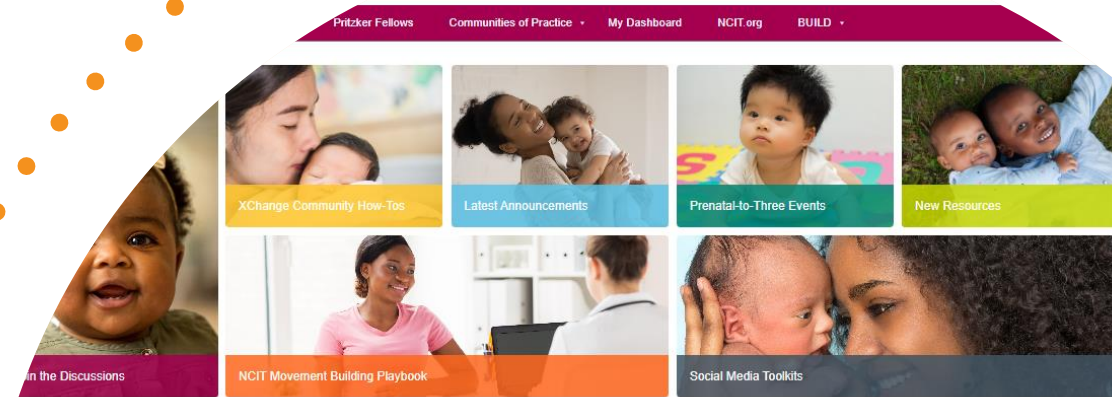 Pritzker Fellows Communities of Practice My Dashboard NCIT.org BUILD
XChange Community How-Tos
Latest Announcements
Prenatal-to-Three Events
New Resources
in the Discussions
NCIT Movement Building Playbook
Social Media Toolkits